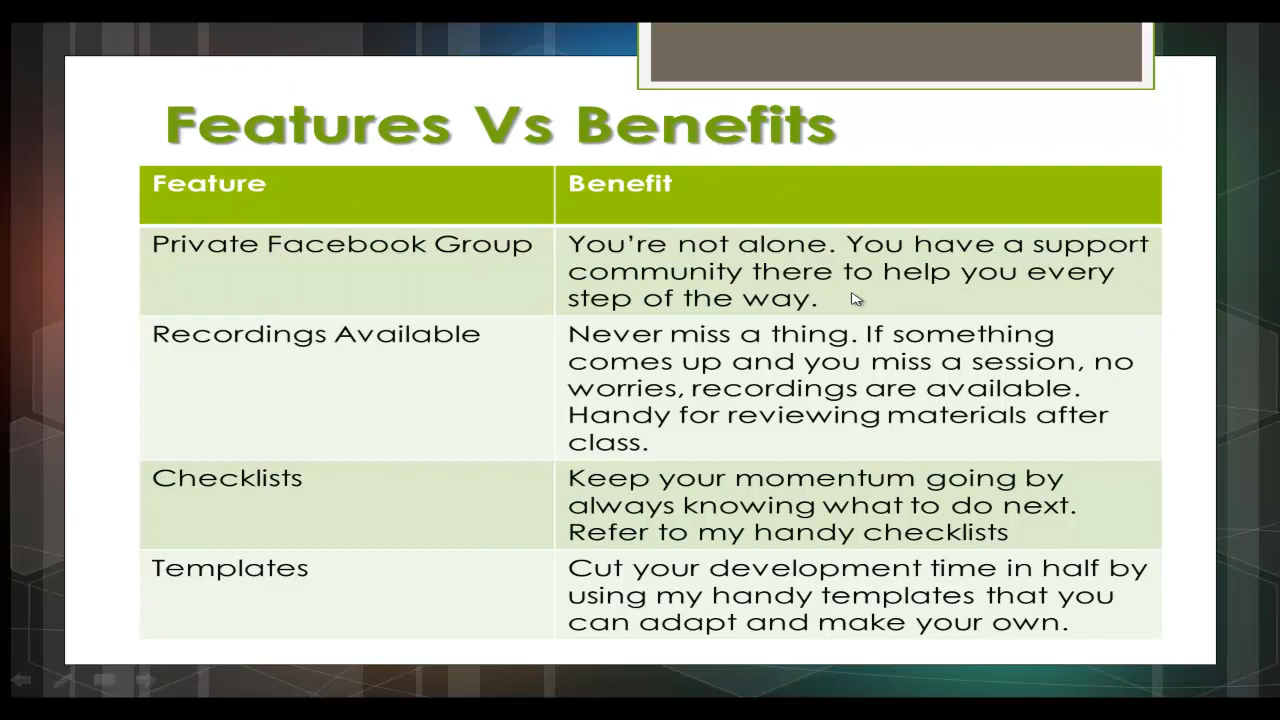 Features Vs Benefits
Feature
Benefit
Private Facebook Group
You’re not alone. You have a support
community there to help you every
step of the way.
Recordings Available
Never miss a thing. If something
comes up and you miss a session, no
worries, recordings are available.
Handy for reviewing materials after
class.
Checklists
Keep your momentum going by
always knowing what to do next.
Refer to my handy checklists
Templates
Cut your development time in half by
using my handy templates that you
can adapt and make your own.